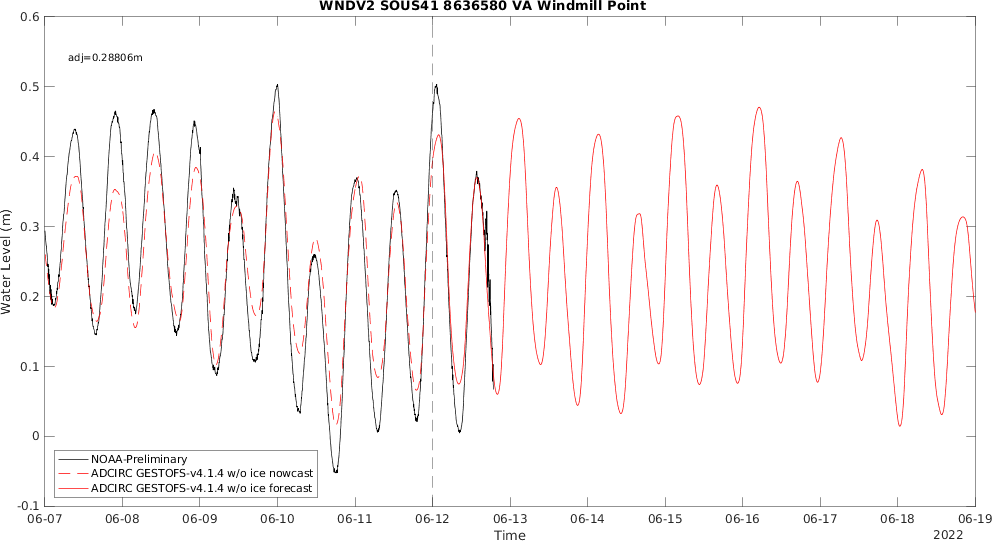 WNDV2 SOUS41 8636580 VA Windmill Point
0.6
adj=0.28806m
0.5
0.4
0.3
0.2
0.1
0
-0.1
Water Level (m)
NOAA-Preliminary
ADCIRC GESTOFS-v4.1.4 w/o ice nowcast
ADCIRC GESTOFS-v4.1.4 w/o ice forecast
06-07 06-08 06-09 06-10 06-11 06-12 06-13 06-14 06-15 06-16 06-17 06-18 06-19
Time
2022